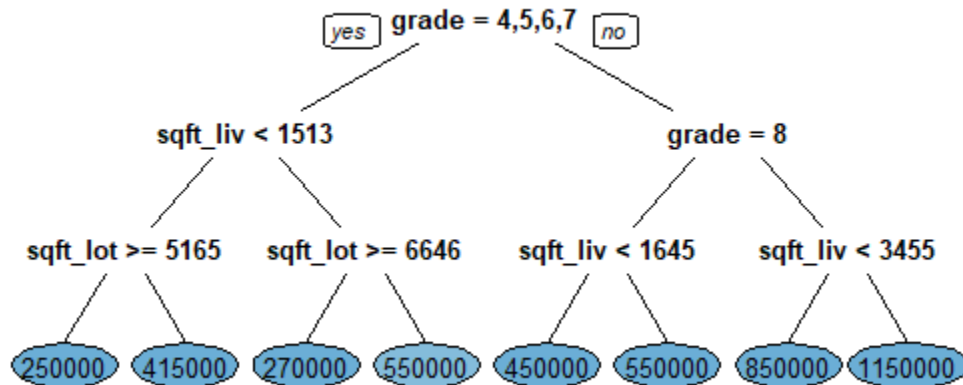 yes grade = 4,5,6,7 no
sqft_liv < 1513 grade = 8
sqft_lot >= 5165 sqft_lot >= 6646 sqft_liv < 1645 sqft_liv < 3455
250000 415000 270000 550000 450000 550000 850000 1150000